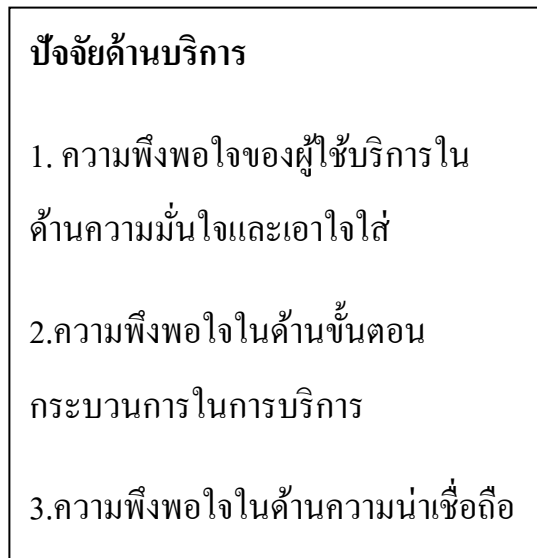 ปัจจัยด้านบริการ
1. ความพึงพอใจของผู้ใช้บริการใน
ด้านความมั่นใจและเอาใจใส่
2.ความพึงพอใจในด้านขั้นตอน
กระบวนการในการบริการ
3.ความพึงพอใจในด้านความน่าเชื่อถือ